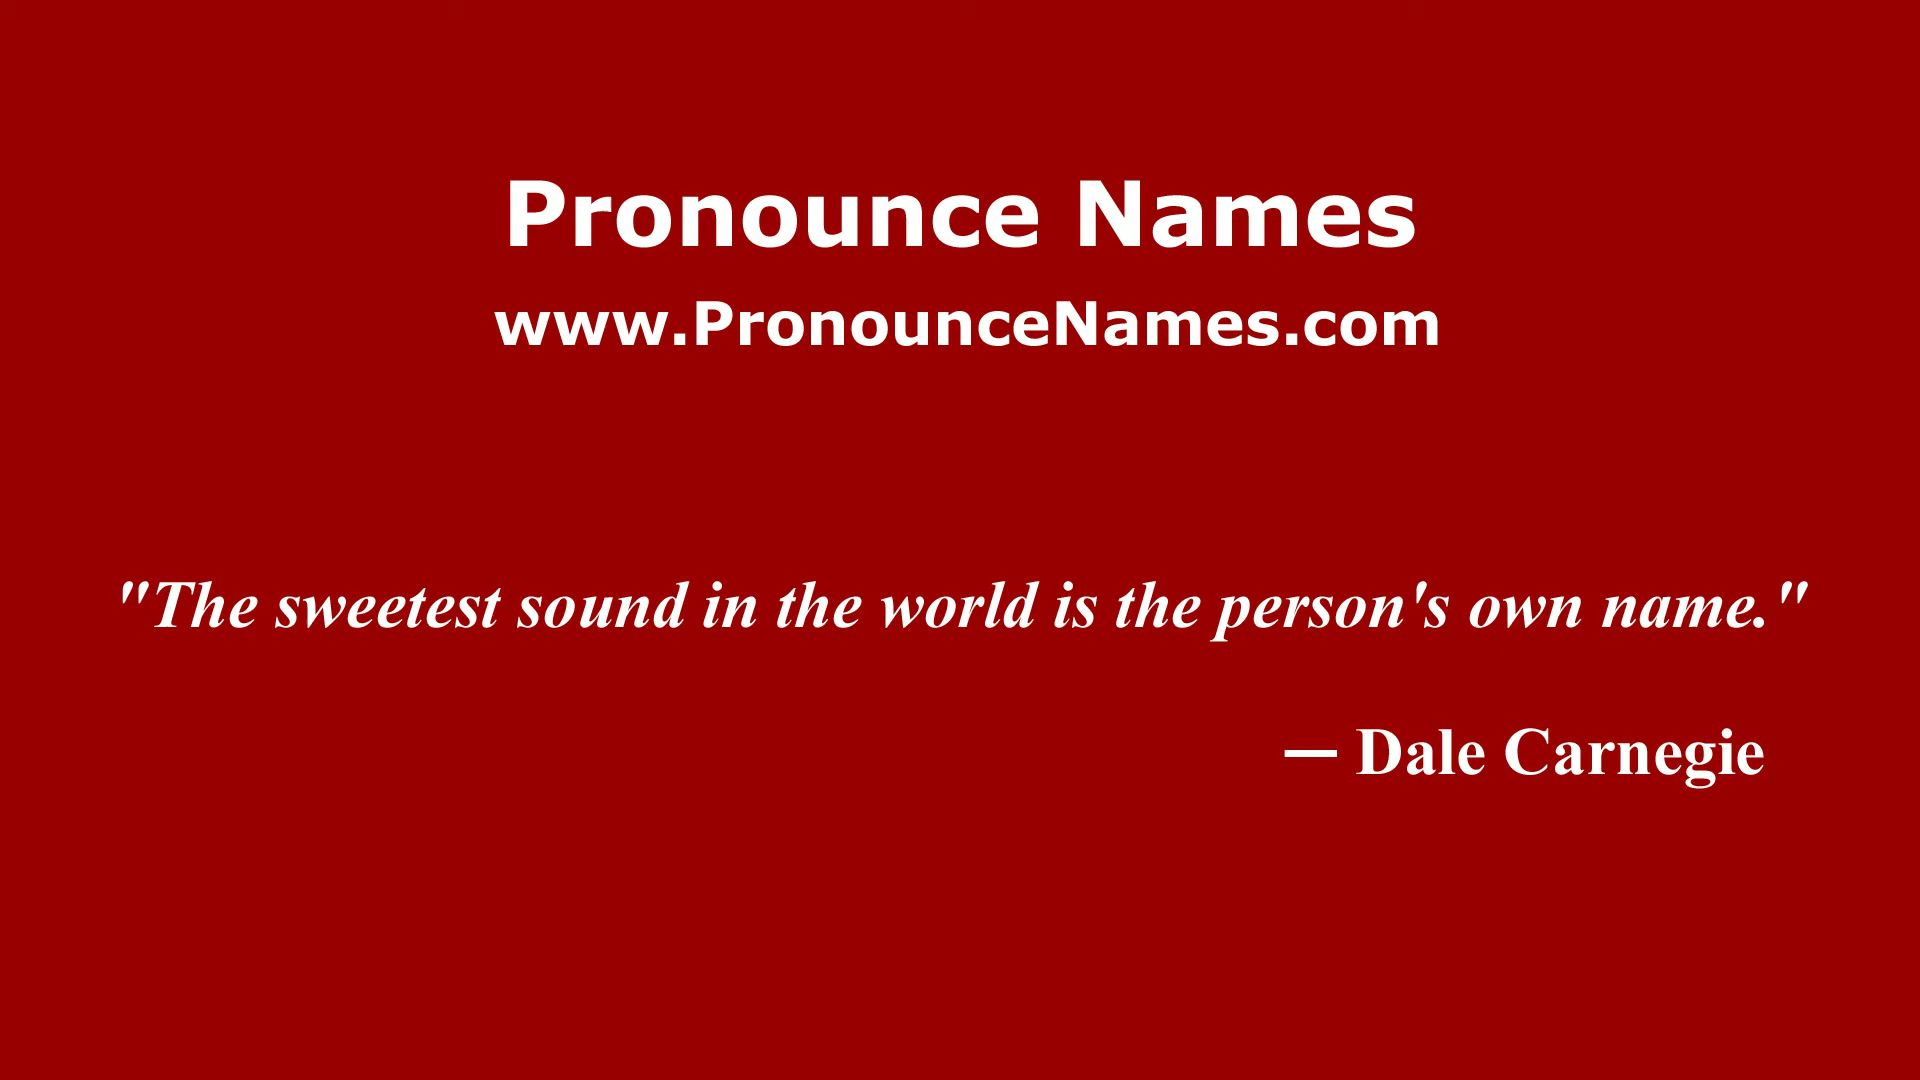 Pronounce Names
www.PronounceNames.com
"The sweetest sound in the world is the person's own name."
— Dale Carnegie